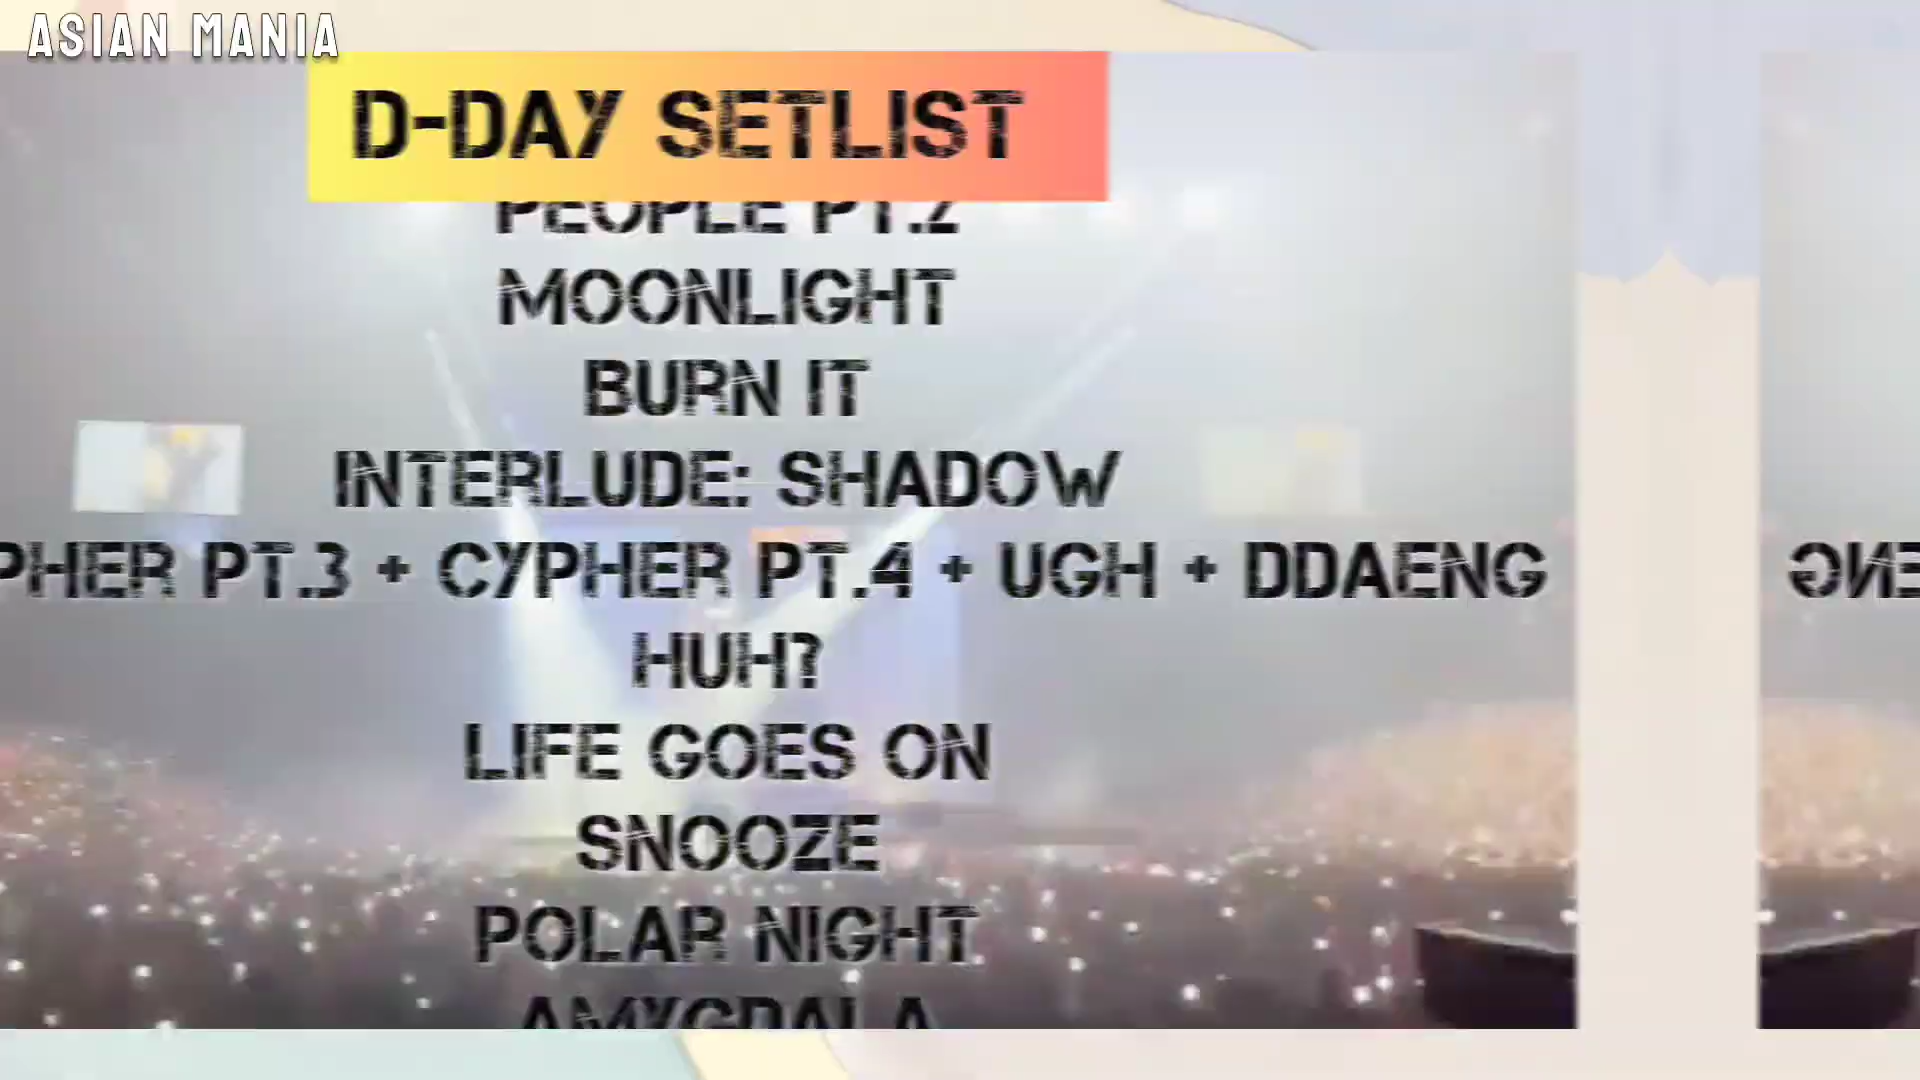 ASIAN MANIA
D-DAY SETLIST
PEOPLE PT.2
MOONLIGHT
BURN IT
INTERLUDE: SHADOW
PHER PT.3 + CYPHER PT.4 + UGH + DDAENG
HUH?
LIFE GOES ON
SNOOZE
POLAR NIGHT
AMYGDALA